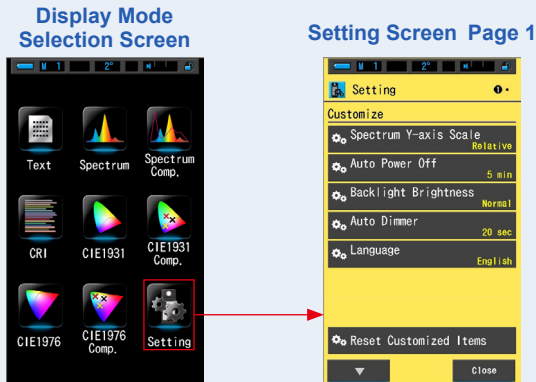 Display Mode
Selection Screen
M 1 2°
Text
Spectrum
Spectrum
Comp.
CRI
CIE1931
CIE1931
Comp.
CIE1976
CIE1976
Comp.
Setting
Setting Screen Page 1
M 1 2°
Setting
1
Customize
Spectrum Y-axis Scale
Relative
Auto Power Off
5 min
Backlight Brightness
Normal
Auto Dimmer
20 sec
Language
English
Reset Customized Items
Close